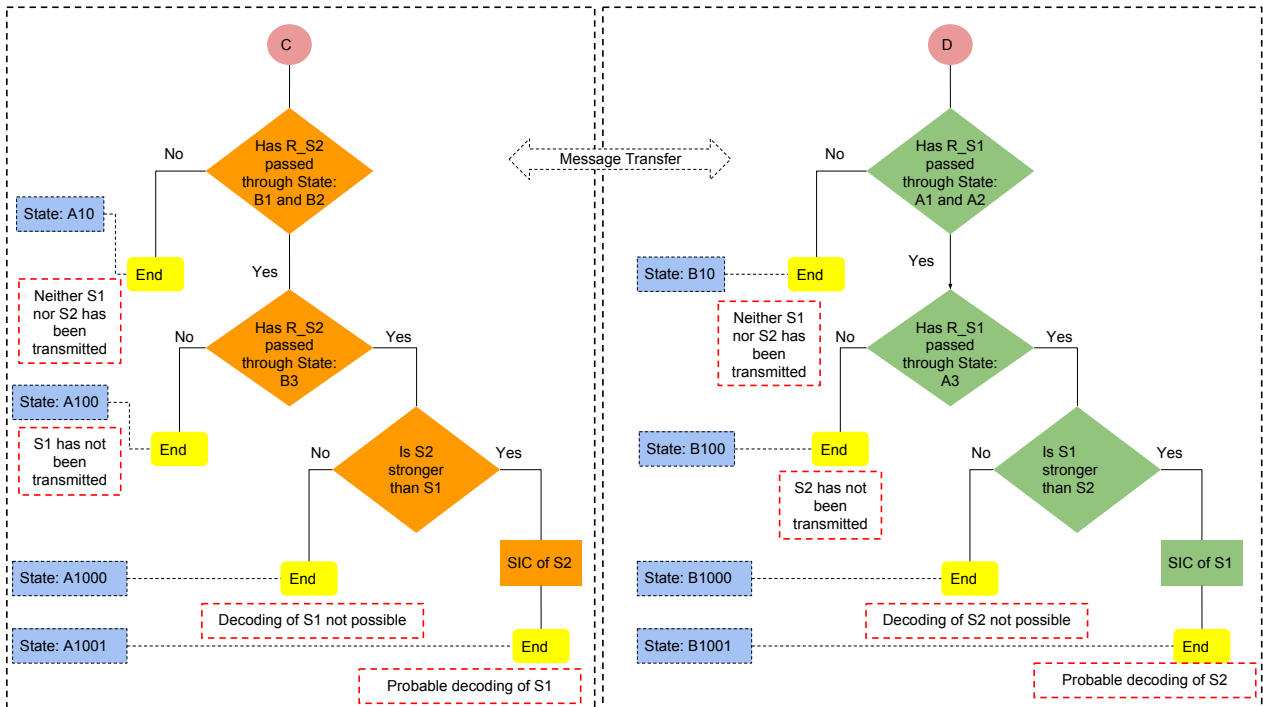 C
Has R_S2
passed
through State:
B1 and B2
No
State: A10
End
Yes
Neither S1
nor S2 has
been
transmitted
Has R_S2
passed
through State:
B3
No
Yes
State: A100
End
S1 has not
been
transmitted
Is S2
stronger
than S1
No
Yes
SIC of S2
State: A1000
End
Decoding of S1 not possible
State: A1001
End
Probable decoding of S1
Message Transfer
D
Has R_S1
passed
through State:
A1 and A2
No
State: B10
End
Yes
Neither S1
nor S2 has
been
transmitted
Has R_S1
passed
through State:
A3
No
Yes
State: B100
End
S2 has not
been
transmitted
Is S1
stronger
than S2
No
Yes
SIC of S1
State: B1000
End
Decoding of S2 not possible
State: B1001
End
Probable decoding of S2